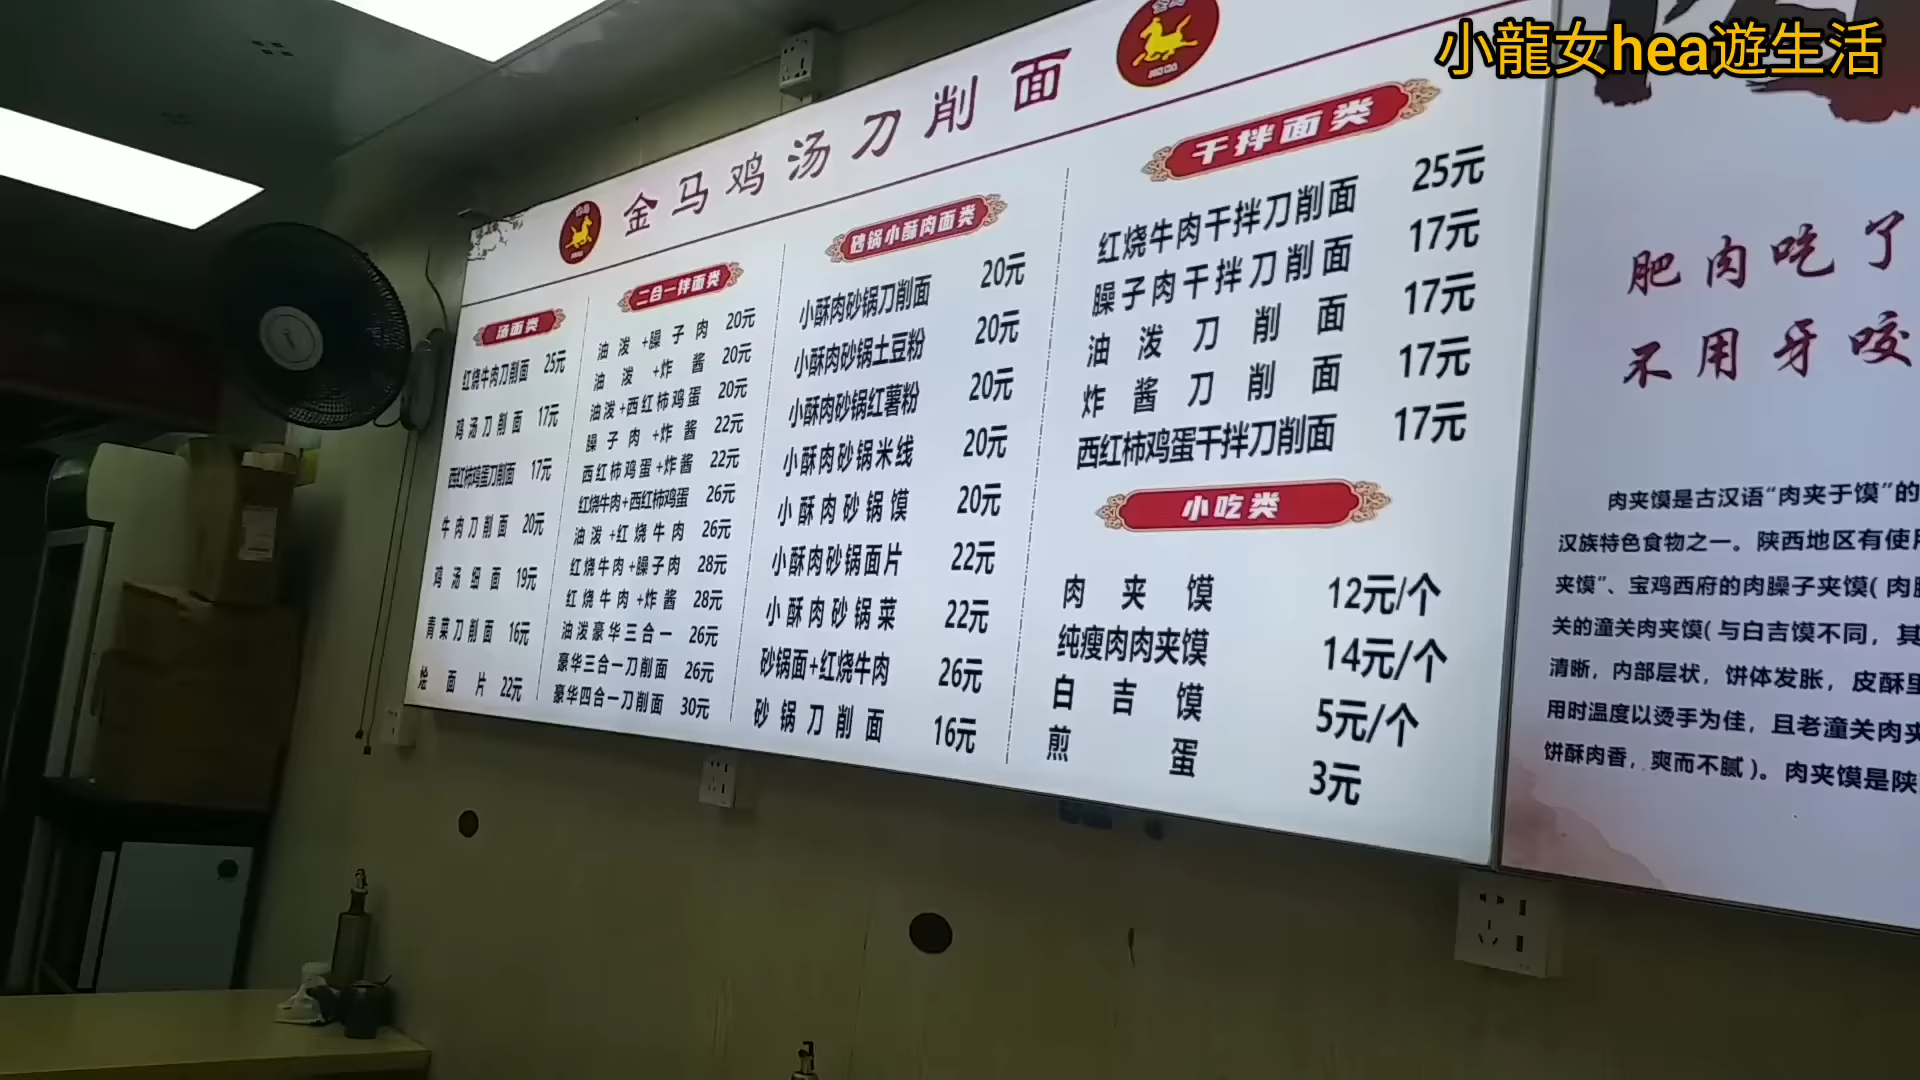 小龍女hea遊生活
金马鸡汤刀削面
汤面类
红烧牛肉刀削面 25元
鸡汤刀削面 17元
西红柿鸡蛋刀削面 17元
牛肉刀削面 20元
鸡汤细面 19元
青菜刀削面 16元
烩面片 22元
二合一拌面类
油泼+臊子肉 20元
油泼+炸酱 20元
油泼+西红柿鸡蛋 20元
臊子肉+炸酱 22元
西红柿鸡蛋+炸酱 22元
红烧牛肉+西红柿鸡蛋 26元
油泼+红烧牛肉 26元
红烧牛肉+臊子肉 28元
红烧牛肉+炸酱 28元
油泼豪华三合一 26元
豪华三合一刀削面 26元
豪华四合一刀削面 30元
砂锅小酥肉面类
小酥肉砂锅刀削面 20元
小酥肉砂锅土豆粉 20元
小酥肉砂锅红薯粉 20元
小酥肉砂锅米线 20元
小酥肉砂锅馍 20元
小酥肉砂锅面片 22元
小酥肉砂锅菜 22元
砂锅面+红烧牛肉 26元
砂锅刀削面 16元
干拌面类
红烧牛肉干拌刀削面 25元
臊子肉干拌刀削面 17元
油泼刀削面 17元
炸酱刀削面 17元
西红柿鸡蛋干拌刀削面 17元
小吃类
肉夹馍 12元/个
纯瘦肉肉夹馍 14元/个
白吉馍 5元/个
煎蛋 3元
肥肉吃了
不用牙咬
肉夹馍是古汉语“肉夹于馍”的
汉族特色食物之一。陕西地区有使用
夹馍”、宝鸡西府的肉臊子夹馍(肉
关的潼关肉夹馍(与白吉馍不同，其
清晰，内部层状，饼体发胀，皮酥里
用时温度以烫手为佳，且老潼关肉夹
饼酥肉香，爽而不腻)。肉夹馍是陕